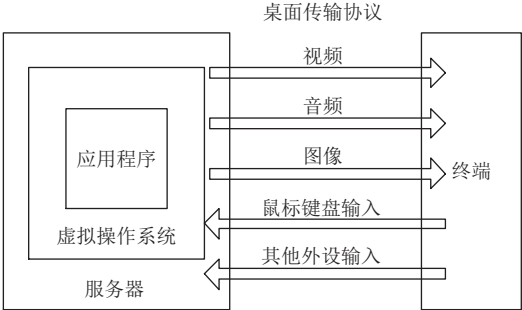 桌面传输协议
视频
音频
应用程序
图像
终端
鼠标键盘输入
虚拟操作系统
其他外设输入
服务器